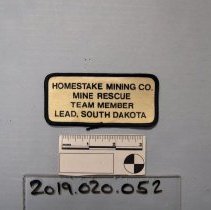 HOMESTAKE MINING CO.
MINE RESCUE
TEAM MEMBER
LEAD, SOUTH DAKOTA
2019.020.052